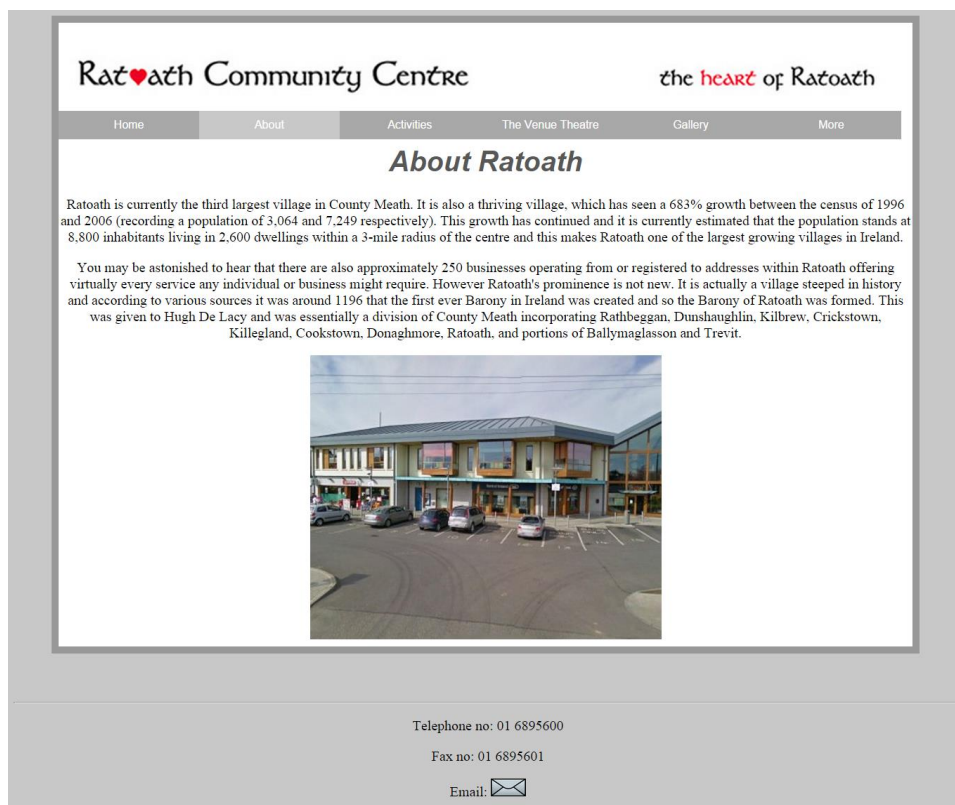 Ratoath Community Centre
the heart of Ratoath
Home About Activities The Venue Theatre Gallery More
About Ratoath
Ratoath is currently the third largest village in County Meath. It is also a thriving village, which has seen a 683% growth between the census of 1996
and 2006 (recording a population of 3,064 and 7,249 respectively). This growth has continued and it is currently estimated that the population stands at
8,800 inhabitants living in 2,600 dwellings within a 3-mile radius of the centre and this makes Ratoath one of the largest growing villages in Ireland.
You may be astonished to hear that there are also approximately 250 businesses operating from or registered to addresses within Ratoath offering
virtually every service any individual or business might require. However Ratoath's prominence is not new. It is actually a village steeped in history
and according to various sources it was around 1196 that the first ever Barony in Ireland was created and so the Barony of Ratoath was formed. This
was given to Hugh De Lacy and was essentially a division of County Meath incorporating Rathbeggan, Dunshaughlin, Kilbrew, Crickstown,
Killegland, Cookstown, Donaghmore, Ratoath, and portions of Ballymaglasson and Trevit.
Telephone no: 01 6895600
Fax no: 01 6895601
Email: